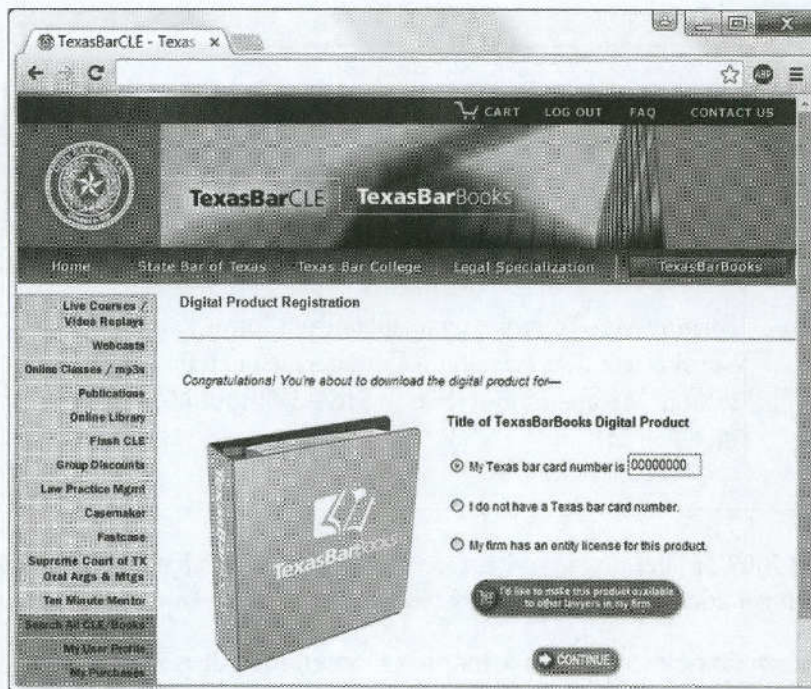 TexasBarCLE - Texas
ABP
CART LOG OUT FAQ CONTACT US
TexasBarCLE TexasBarBooks
Home State Bar of Texas Texas Bar College Legal Specialization TexasBarBooks
Live Courses /
Video Replays
Webcasts
Online Classes / mp3s
Publications
Online Library
Flash CLE
Group Discounts
Law Practice Mgmt
Casemaker
Fastcase
Supreme Court of TX
Oral Args & Mtgs
Ten Minute Mentor
Search All CLE/Books
My User Profile
My Purchases
Digital Product Registration
Congratulations! You're about to download the digital product for—
Title of TexasBarBooks Digital Product
My Texas bar card number is 00000000
I do not have a Texas bar card number.
My firm has an entity license for this product.
I'd like to make this product available
to other lawyers in my firm
CONTINUE
TexasBarBooks